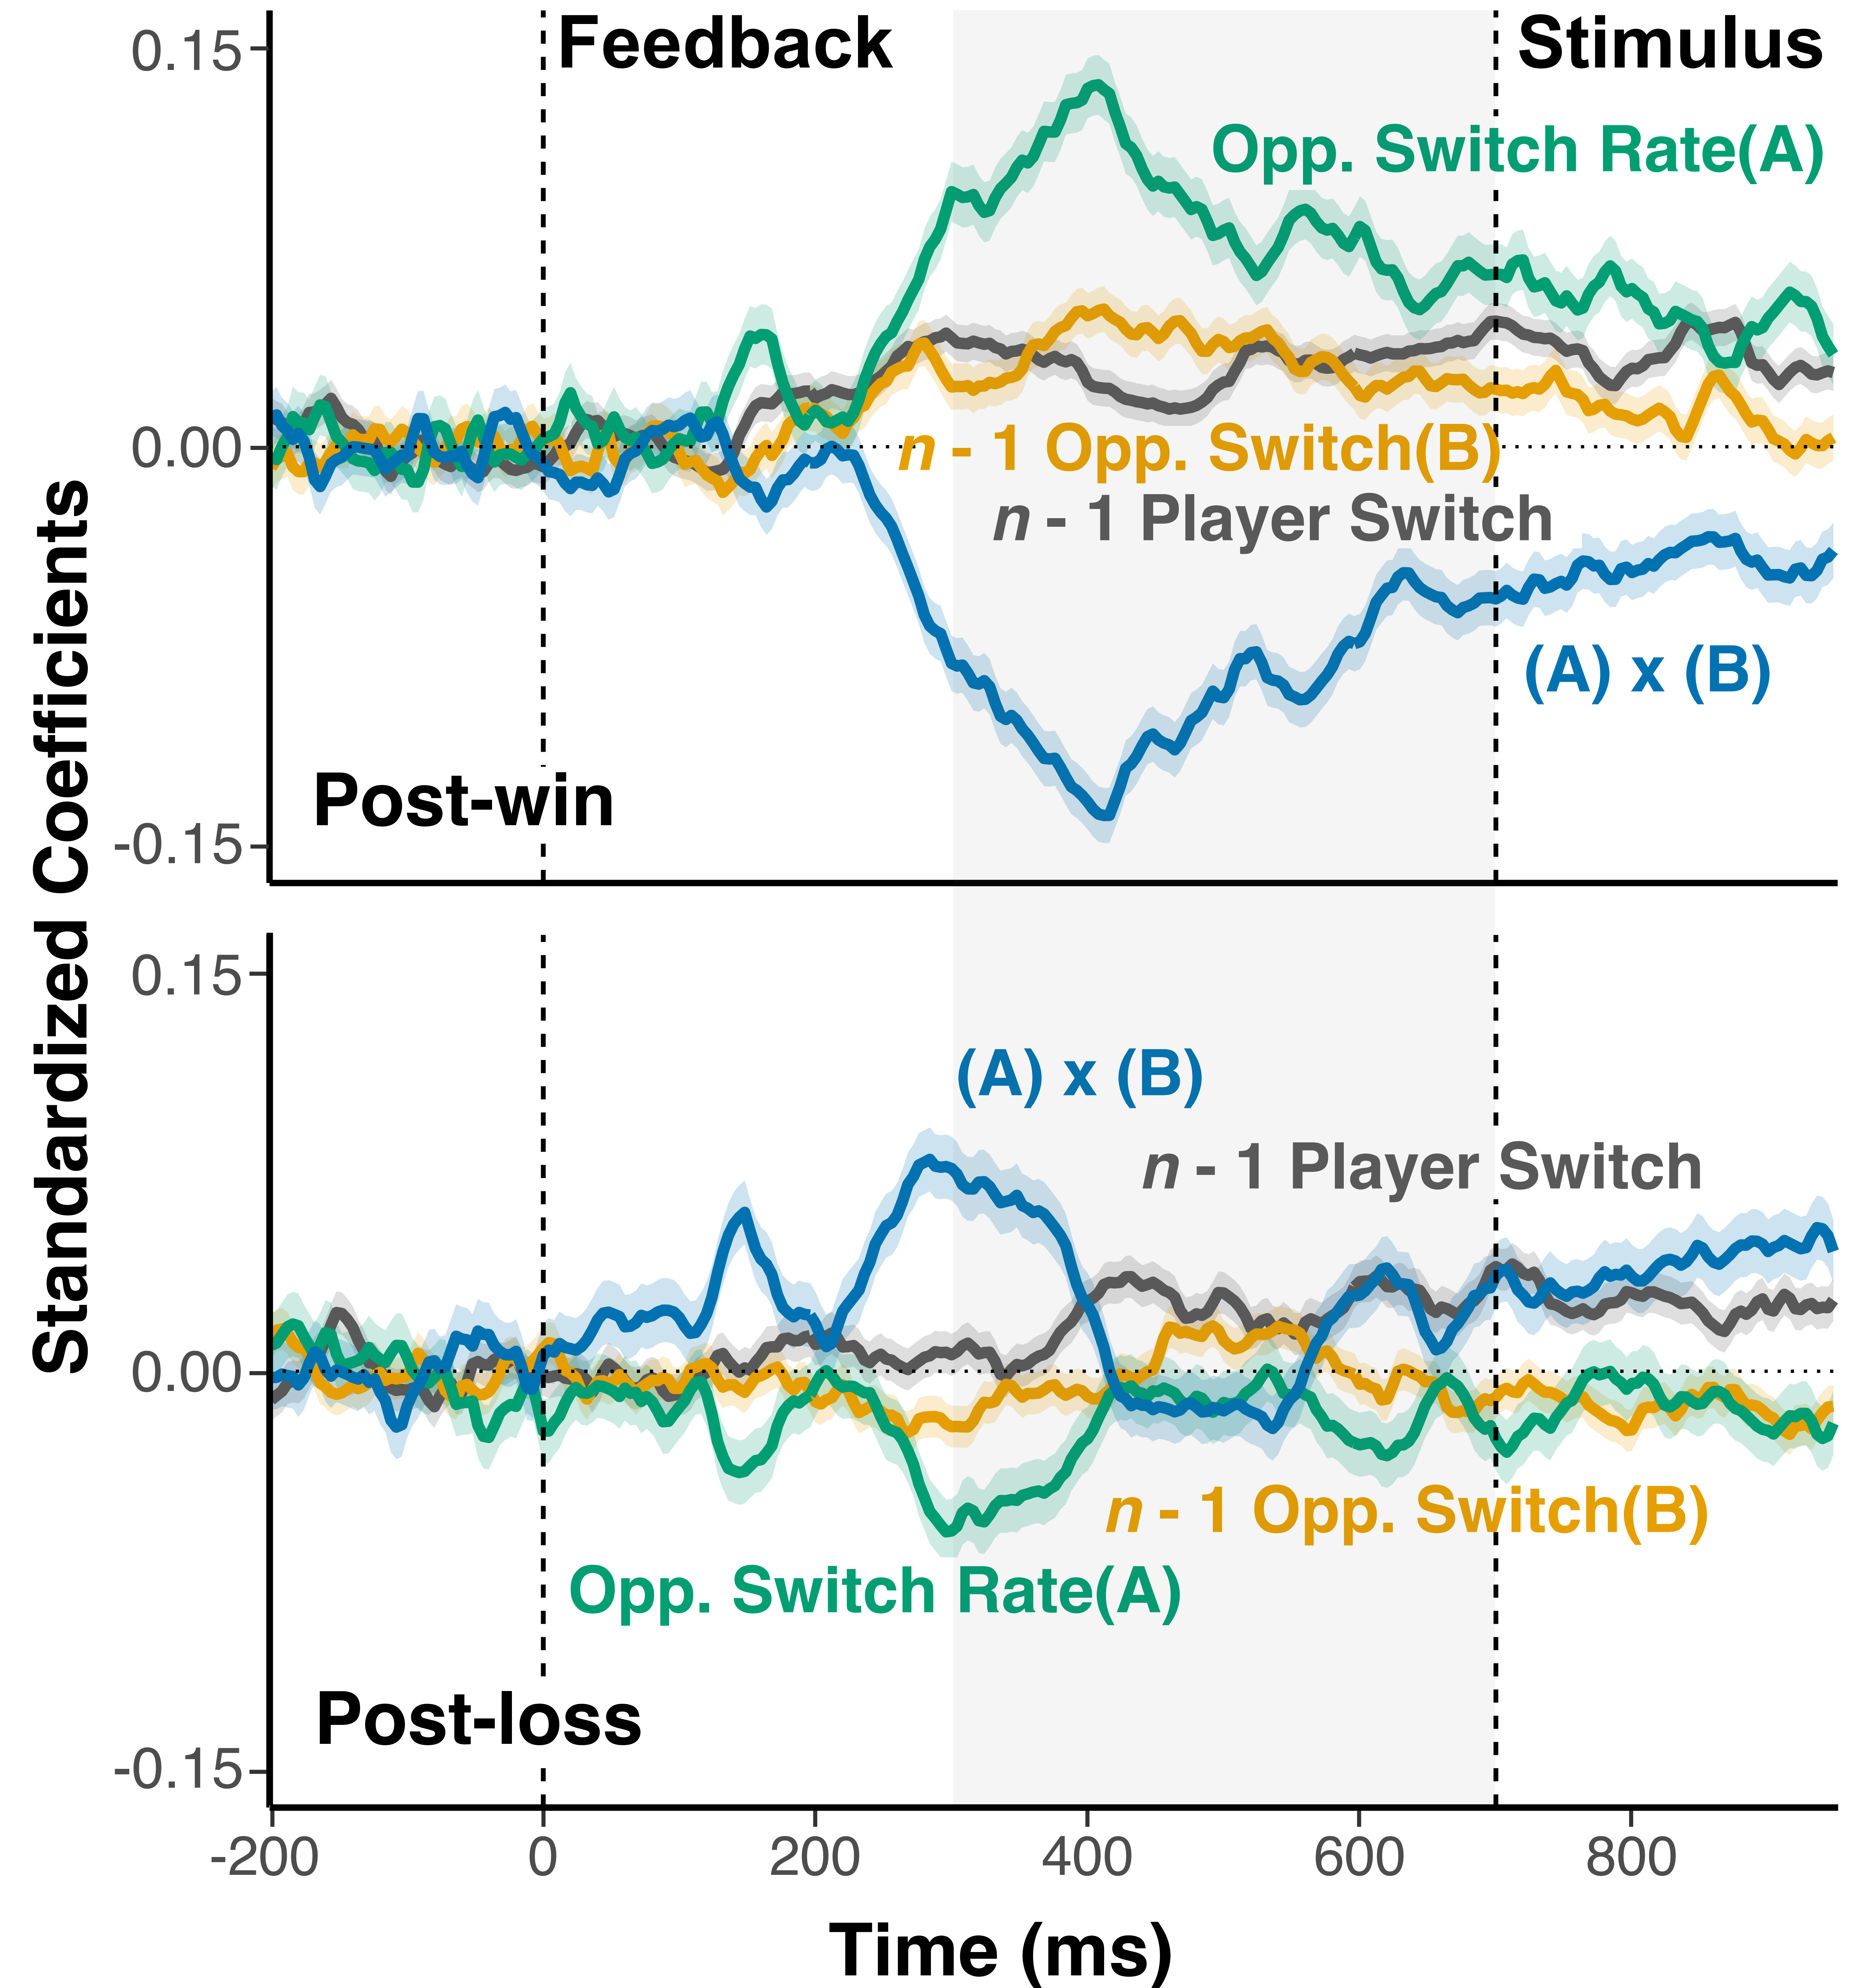 0.15
Feedback
Stimulus
Opp. Switch Rate(A)
0.00
n - 1 Opp. Switch(B)
n - 1 Player Switch
(A) x (B)
Post-win
-0.15
Standardized Coefficients
0.15
(A) x (B)
n - 1 Player Switch
0.00
n - 1 Opp. Switch(B)
Opp. Switch Rate(A)
Post-loss
-0.15
-200 0 200 400 600 800
Time (ms)